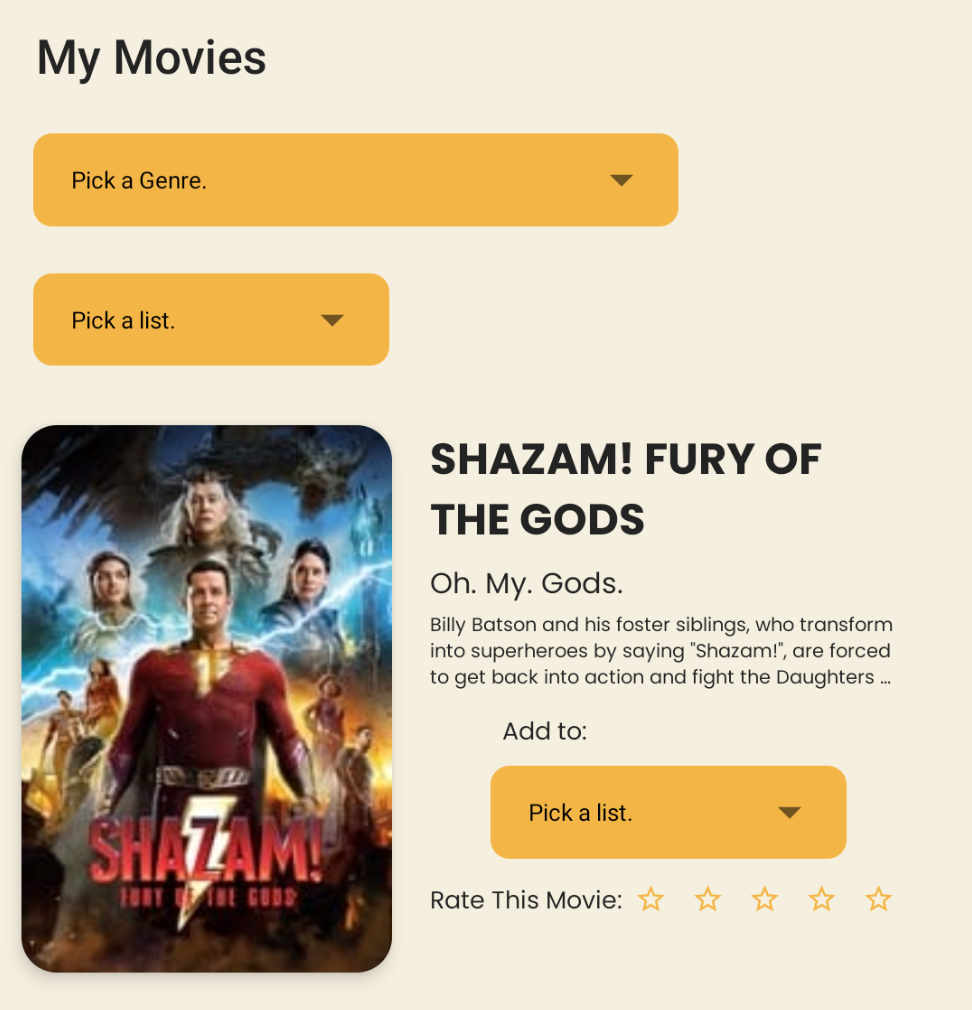 My Movies
Pick a Genre.
Pick a list.
SHAZAM!
FURY OF THE GODS
SHAZAM! FURY OF
THE GODS
Oh. My. Gods.
Billy Batson and his foster siblings, who transform
into superheroes by saying "Shazam!", are forced
to get back into action and fight the Daughters ...
Add to:
Pick a list.
Rate This Movie: